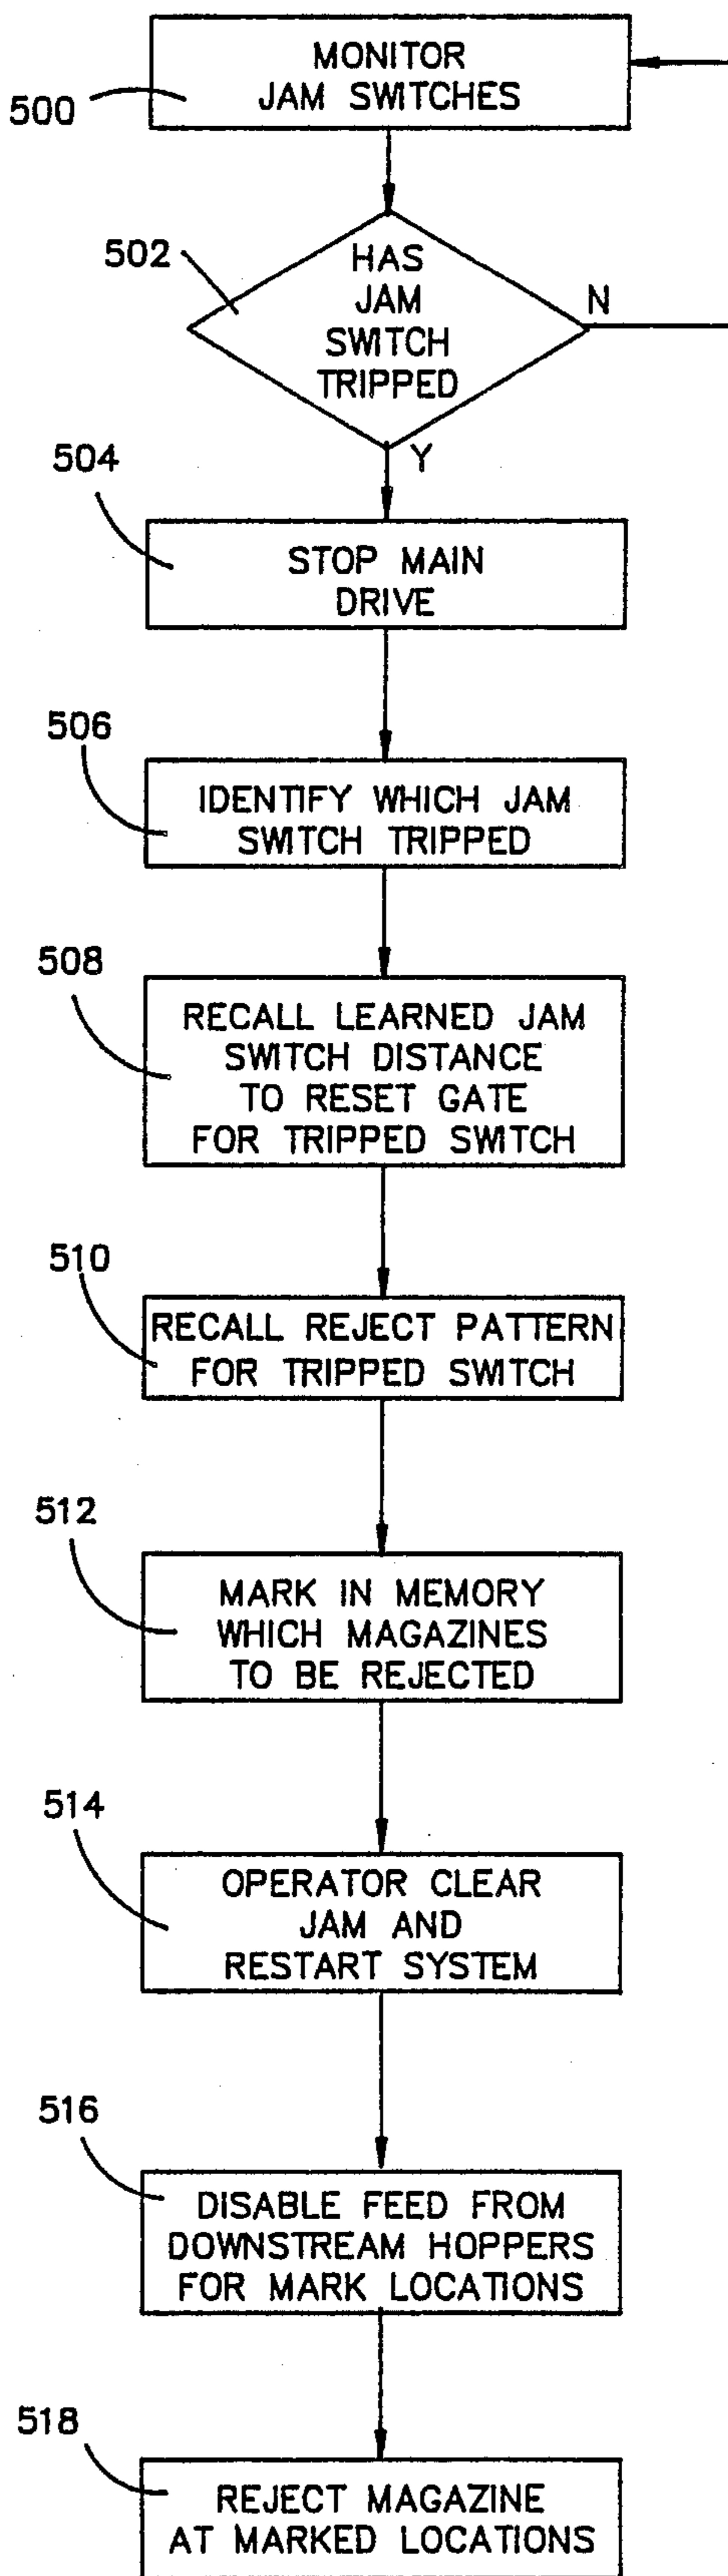 MONITOR
JAM SWITCHES
500
502
HAS
JAM
SWITCH
TRIPPED
N
Y
504
STOP MAIN
DRIVE
506
IDENTIFY WHICH JAM
SWITCH TRIPPED
508
RECALL LEARNED JAM
SWITCH DISTANCE
TO RESET GATE
FOR TRIPPED SWITCH
510
RECALL REJECT PATTERN
FOR TRIPPED SWITCH
512
MARK IN MEMORY
WHICH MAGAZINES
TO BE REJECTED
514
OPERATOR CLEAR
JAM AND
RESTART SYSTEM
516
DISABLE FEED FROM
DOWNSTREAM HOPPERS
FOR MARK LOCATIONS
518
REJECT MAGAZINE
AT MARKED LOCATIONS